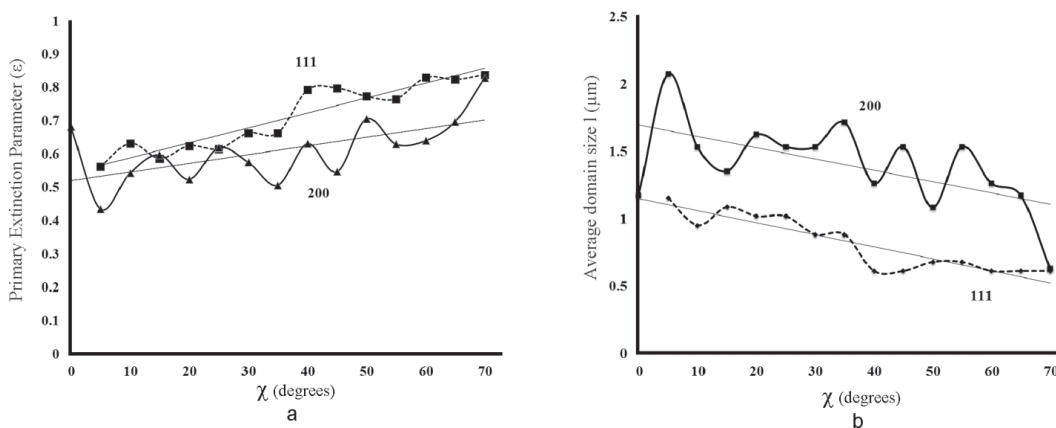 Primary Extinction Parameter (ε)
1
0.9
0.8
0.7
0.6
0.5
0.4
0.3
0.2
0.1
0
111
200
0 10 20 30 40 50 60 70
χ (degrees)
a
Average domain size l (μm)
2.5
2
1.5
1
0.5
0
200
111
0 10 20 30 40 50 60 70
χ (degrees)
b